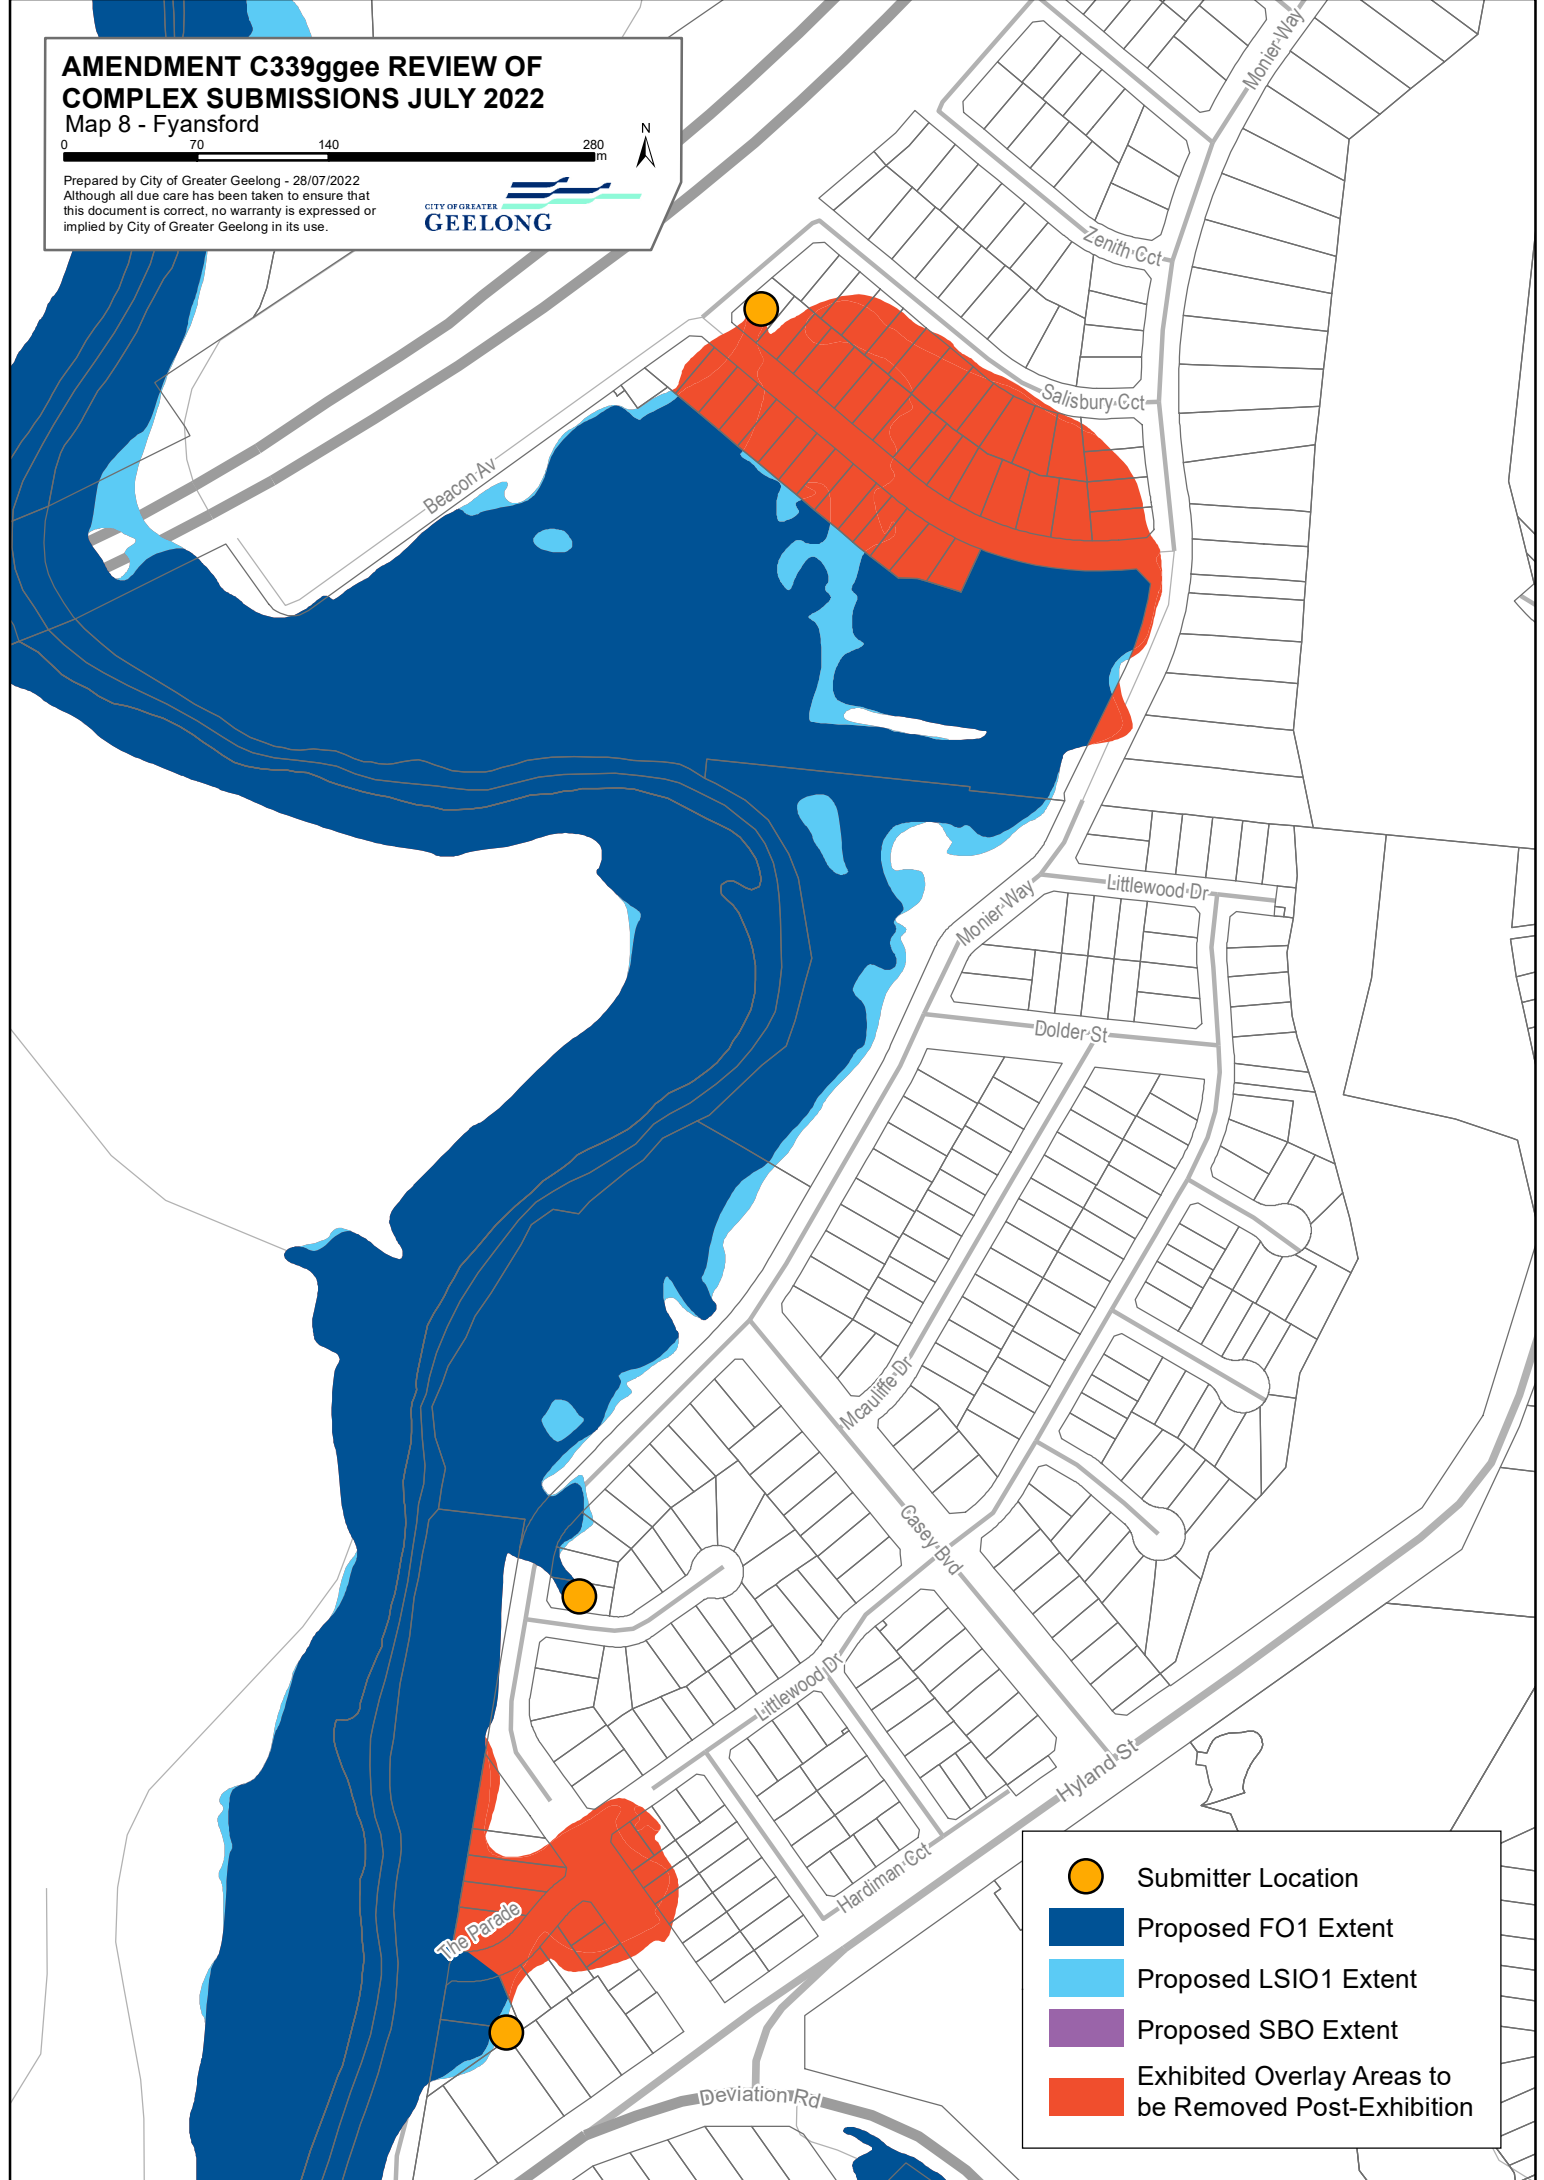 AMENDMENT C339ggee REVIEW OF
COMPLEX SUBMISSIONS JULY 2022
Map 8 - Fyansford
0 70 140 280
m
N
Prepared by City of Greater Geelong - 28/07/2022
Although all due care has been taken to ensure that
this document is correct, no warranty is expressed or
implied by City of Greater Geelong in its use.
CITY OF GREATER
GEELONG
Monier Way
Zenith Cct
Salisbury Cct
Beacon Av
Littlewood Dr
Monier Way
Dolder St
Mcauliffe Dr
Casey Bvd
Littlewood Dr
Hyland St
Hardiman Cct
The Parade
Deviation Rd
Submitter Location
Proposed FO1 Extent
Proposed LSIO1 Extent
Proposed SBO Extent
Exhibited Overlay Areas to
be Removed Post-Exhibition